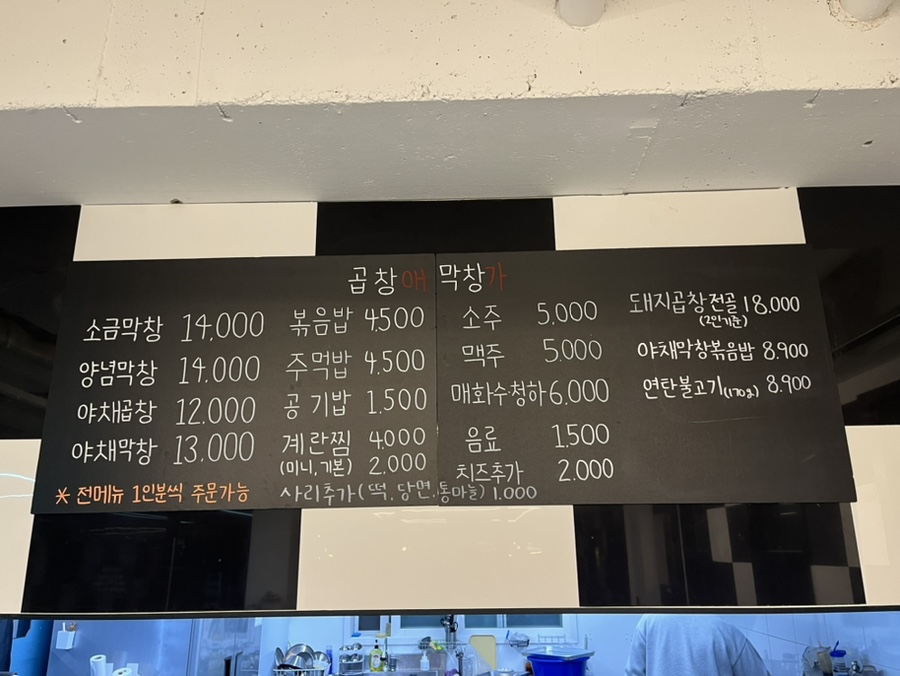 곱창애 막창가
소금막창 14,000
양념막창 14,000
야채곱창 12,000
야채막창 13,000
* 전메뉴 1인분씩 주문가능
볶음밥 4,500
주먹밥 4,500
공기밥 1,500
계란찜 4,000
(미니,기본) 2,000
사리추가(떡,당면,통마늘) 1,000
소주 5,000
맥주 5,000
매화수·청하 6,000
음료 1,500
치즈추가 2,000
돼지곱창전골 18,000
(2인기준)
야채막창볶음밥 8,900
연탄불고기(170g) 8,900